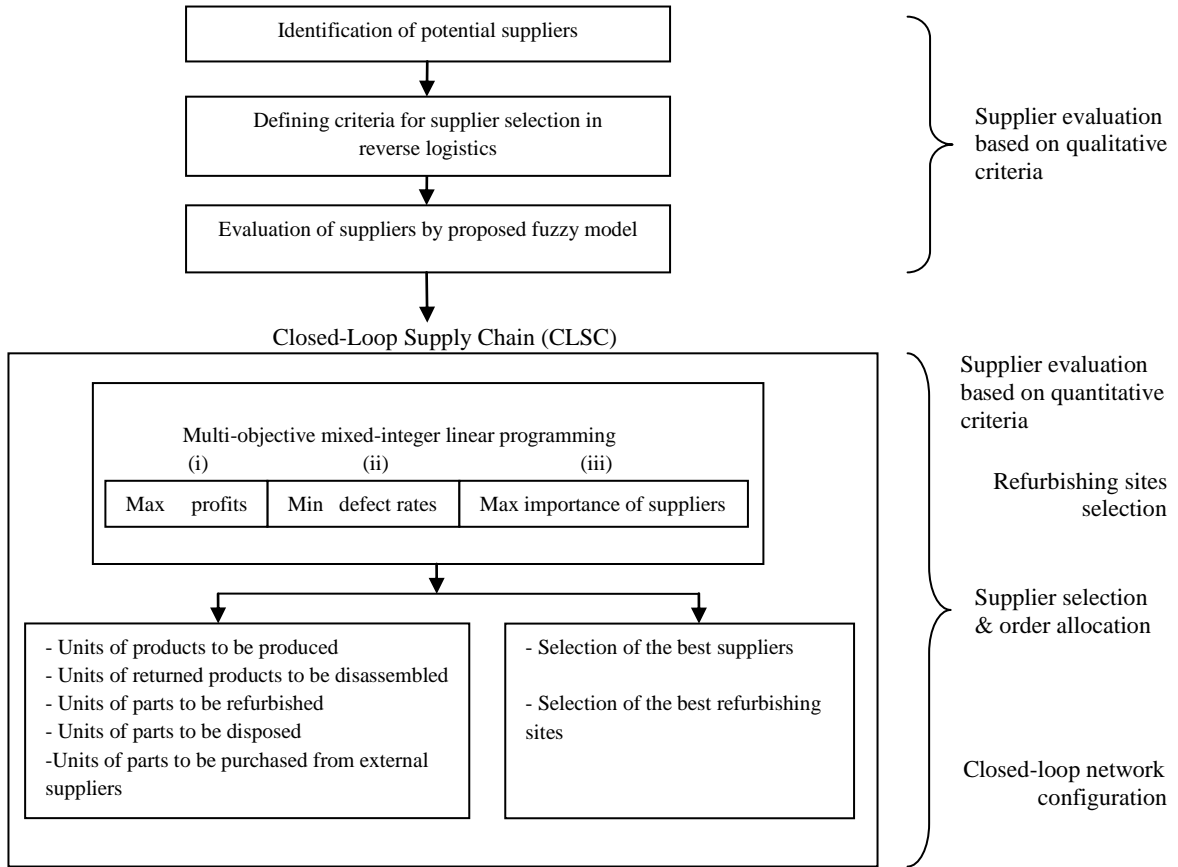 Identification of potential suppliers
Defining criteria for supplier selection in
reverse logistics
Evaluation of suppliers by proposed fuzzy model
Supplier evaluation
based on qualitative
criteria
Closed-Loop Supply Chain (CLSC)
Multi-objective mixed-integer linear programming
(i) (ii) (iii)
Max profits Min defect rates Max importance of suppliers
- Units of products to be produced
- Units of returned products to be disassembled
- Units of parts to be refurbished
- Units of parts to be disposed
-Units of parts to be purchased from external
suppliers
- Selection of the best suppliers
- Selection of the best refurbishing
sites
Supplier evaluation
based on quantitative
criteria
Refurbishing sites
selection
Supplier selection
& order allocation
Closed-loop network
configuration